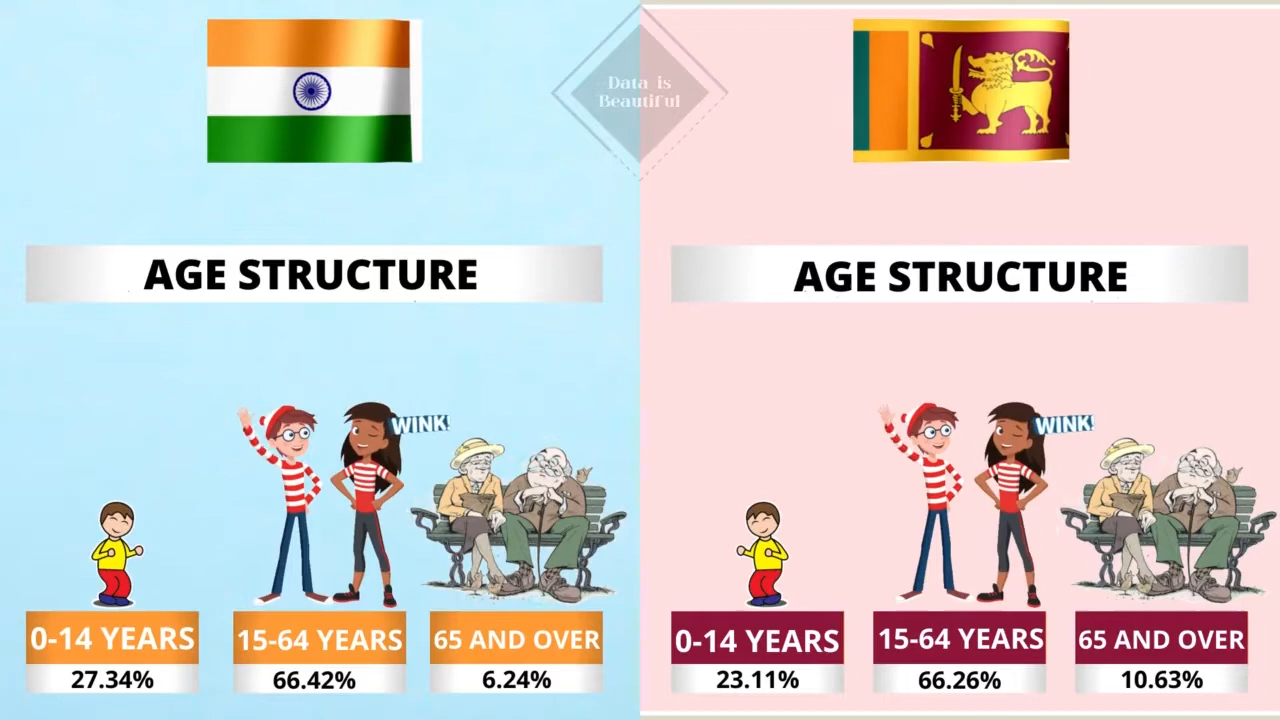 Data is
Beautiful
AGE STRUCTURE
WINK!
0-14 YEARS
27.34%
15-64 YEARS
66.42%
65 AND OVER
6.24%
AGE STRUCTURE
WINK!
0-14 YEARS
23.11%
15-64 YEARS
66.26%
65 AND OVER
10.63%